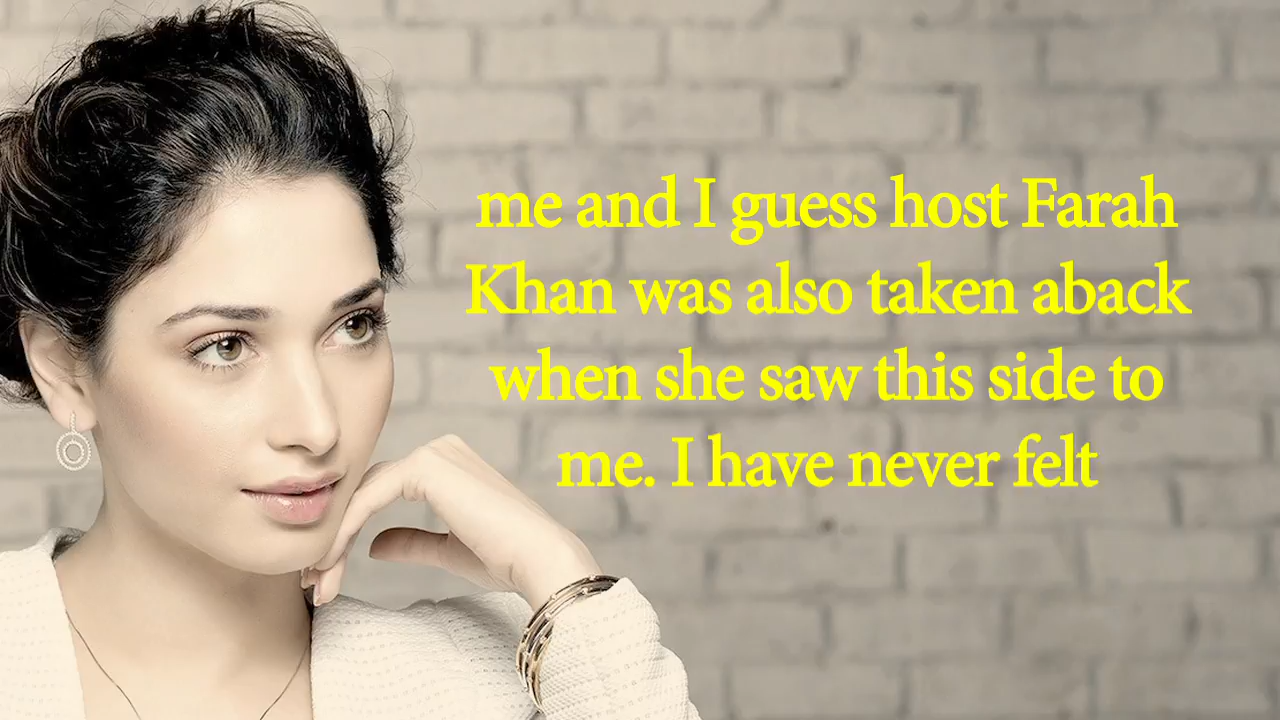 me and I guess host Farah
Khan was also taken aback
when she saw this side to
me. I have never felt